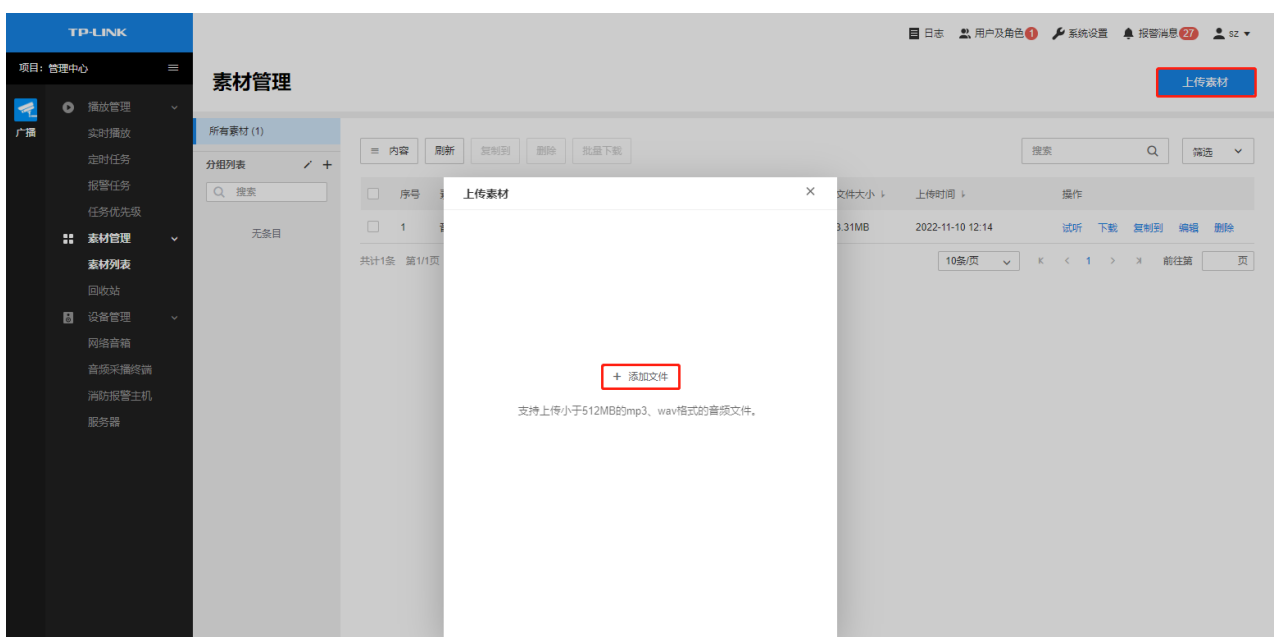 TP-LINK
日志 用户及角色 1 系统设置 报警消息 27 sz
项目：管理中心
素材管理
上传素材
广播
播放管理
实时播放
定时任务
报警任务
任务优先级
素材管理
素材列表
回收站
设备管理
网络音箱
音频采播终端
消防报警主机
服务器
所有素材 (1)
分组列表
搜索
无条目
内容 刷新 复制到 删除 批量下载 搜索 筛选
序号 文件大小 上传时间 操作
1 3.31MB 2022-11-10 12:14 试听 下载 复制到 编辑 删除
共计1条 第1/1页 10条/页 1 前往第 页
上传素材
+ 添加文件
支持上传小于512MB的mp3、wav格式的音频文件。